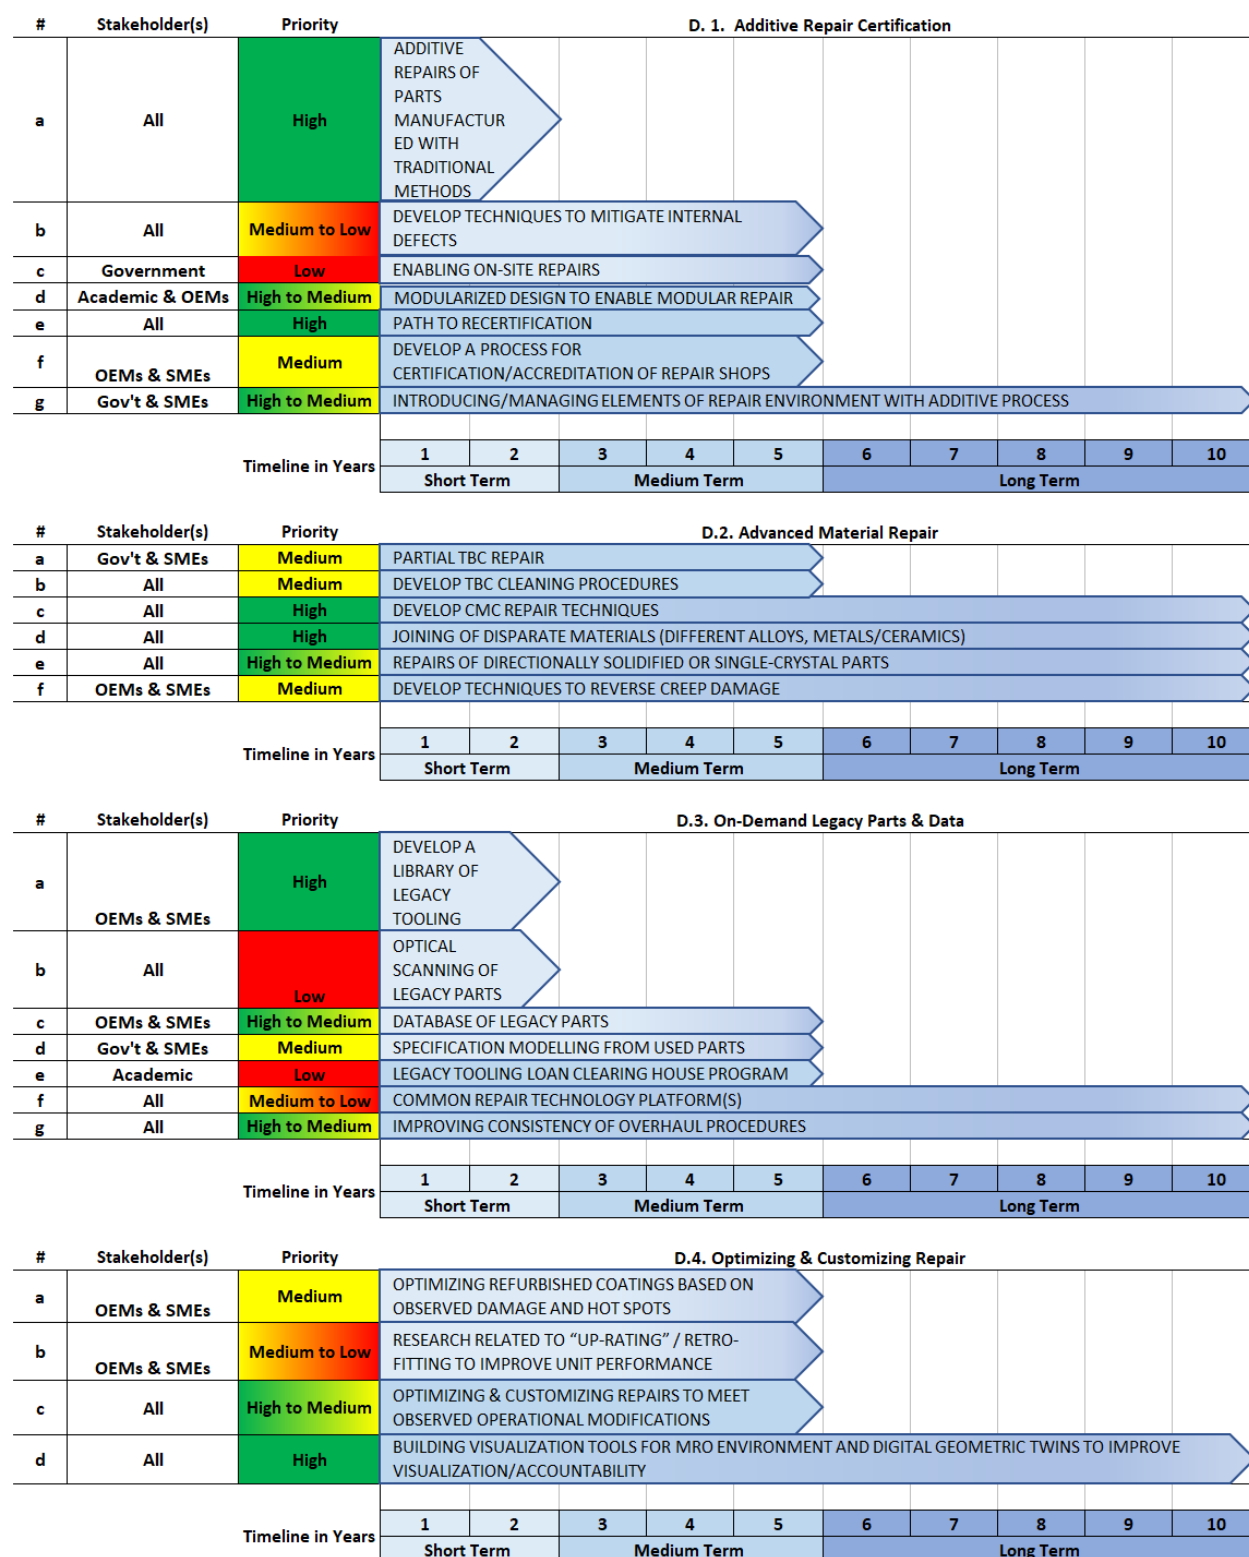 # Stakeholder(s) Priority D. 1. Additive Repair Certification
a All High
ADDITIVE
REPAIRS OF
PARTS
MANUFACTUR
ED WITH
TRADITIONAL
METHODS
b All Medium to Low
DEVELOP TECHNIQUES TO MITIGATE INTERNAL
DEFECTS
c Government Low ENABLING ON-SITE REPAIRS
d Academic & OEMs High to Medium MODULARIZED DESIGN TO ENABLE MODULAR REPAIR
e All High PATH TO RECERTIFICATION
f OEMs & SMEs Medium
DEVELOP A PROCESS FOR
CERTIFICATION/ACCREDITATION OF REPAIR SHOPS
g Gov't & SMEs High to Medium INTRODUCING/MANAGING ELEMENTS OF REPAIR ENVIRONMENT WITH ADDITIVE PROCESS
Timeline in Years
1 2 3 4 5 6 7 8 9 10
Short Term Medium Term Long Term
# Stakeholder(s) Priority D.2. Advanced Material Repair
a Gov't & SMEs Medium PARTIAL TBC REPAIR
b All Medium DEVELOP TBC CLEANING PROCEDURES
c All High DEVELOP CMC REPAIR TECHNIQUES
d All High JOINING OF DISPARATE MATERIALS (DIFFERENT ALLOYS, METALS/CERAMICS)
e All High to Medium REPAIRS OF DIRECTIONALLY SOLIDIFIED OR SINGLE-CRYSTAL PARTS
f OEMs & SMEs Medium DEVELOP TECHNIQUES TO REVERSE CREEP DAMAGE
Timeline in Years
1 2 3 4 5 6 7 8 9 10
Short Term Medium Term Long Term
# Stakeholder(s) Priority D.3. On-Demand Legacy Parts & Data
a OEMs & SMEs High
DEVELOP A
LIBRARY OF
LEGACY
TOOLING
b All Low
OPTICAL
SCANNING OF
LEGACY PARTS
c OEMs & SMEs High to Medium DATABASE OF LEGACY PARTS
d Gov't & SMEs Medium SPECIFICATION MODELLING FROM USED PARTS
e Academic Low LEGACY TOOLING LOAN CLEARING HOUSE PROGRAM
f All Medium to Low COMMON REPAIR TECHNOLOGY PLATFORM(S)
g All High to Medium IMPROVING CONSISTENCY OF OVERHAUL PROCEDURES
Timeline in Years
1 2 3 4 5 6 7 8 9 10
Short Term Medium Term Long Term
# Stakeholder(s) Priority D.4. Optimizing & Customizing Repair
a OEMs & SMEs Medium
OPTIMIZING REFURBISHED COATINGS BASED ON
OBSERVED DAMAGE AND HOT SPOTS
b OEMs & SMEs Medium to Low
RESEARCH RELATED TO “UP-RATING” / RETRO-
FITTING TO IMPROVE UNIT PERFORMANCE
c All High to Medium
OPTIMIZING & CUSTOMIZING REPAIRS TO MEET
OBSERVED OPERATIONAL MODIFICATIONS
d All High
BUILDING VISUALIZATION TOOLS FOR MRO ENVIRONMENT AND DIGITAL GEOMETRIC TWINS TO IMPROVE
VISUALIZATION/ACCOUNTABILITY
Timeline in Years
1 2 3 4 5 6 7 8 9 10
Short Term Medium Term Long Term